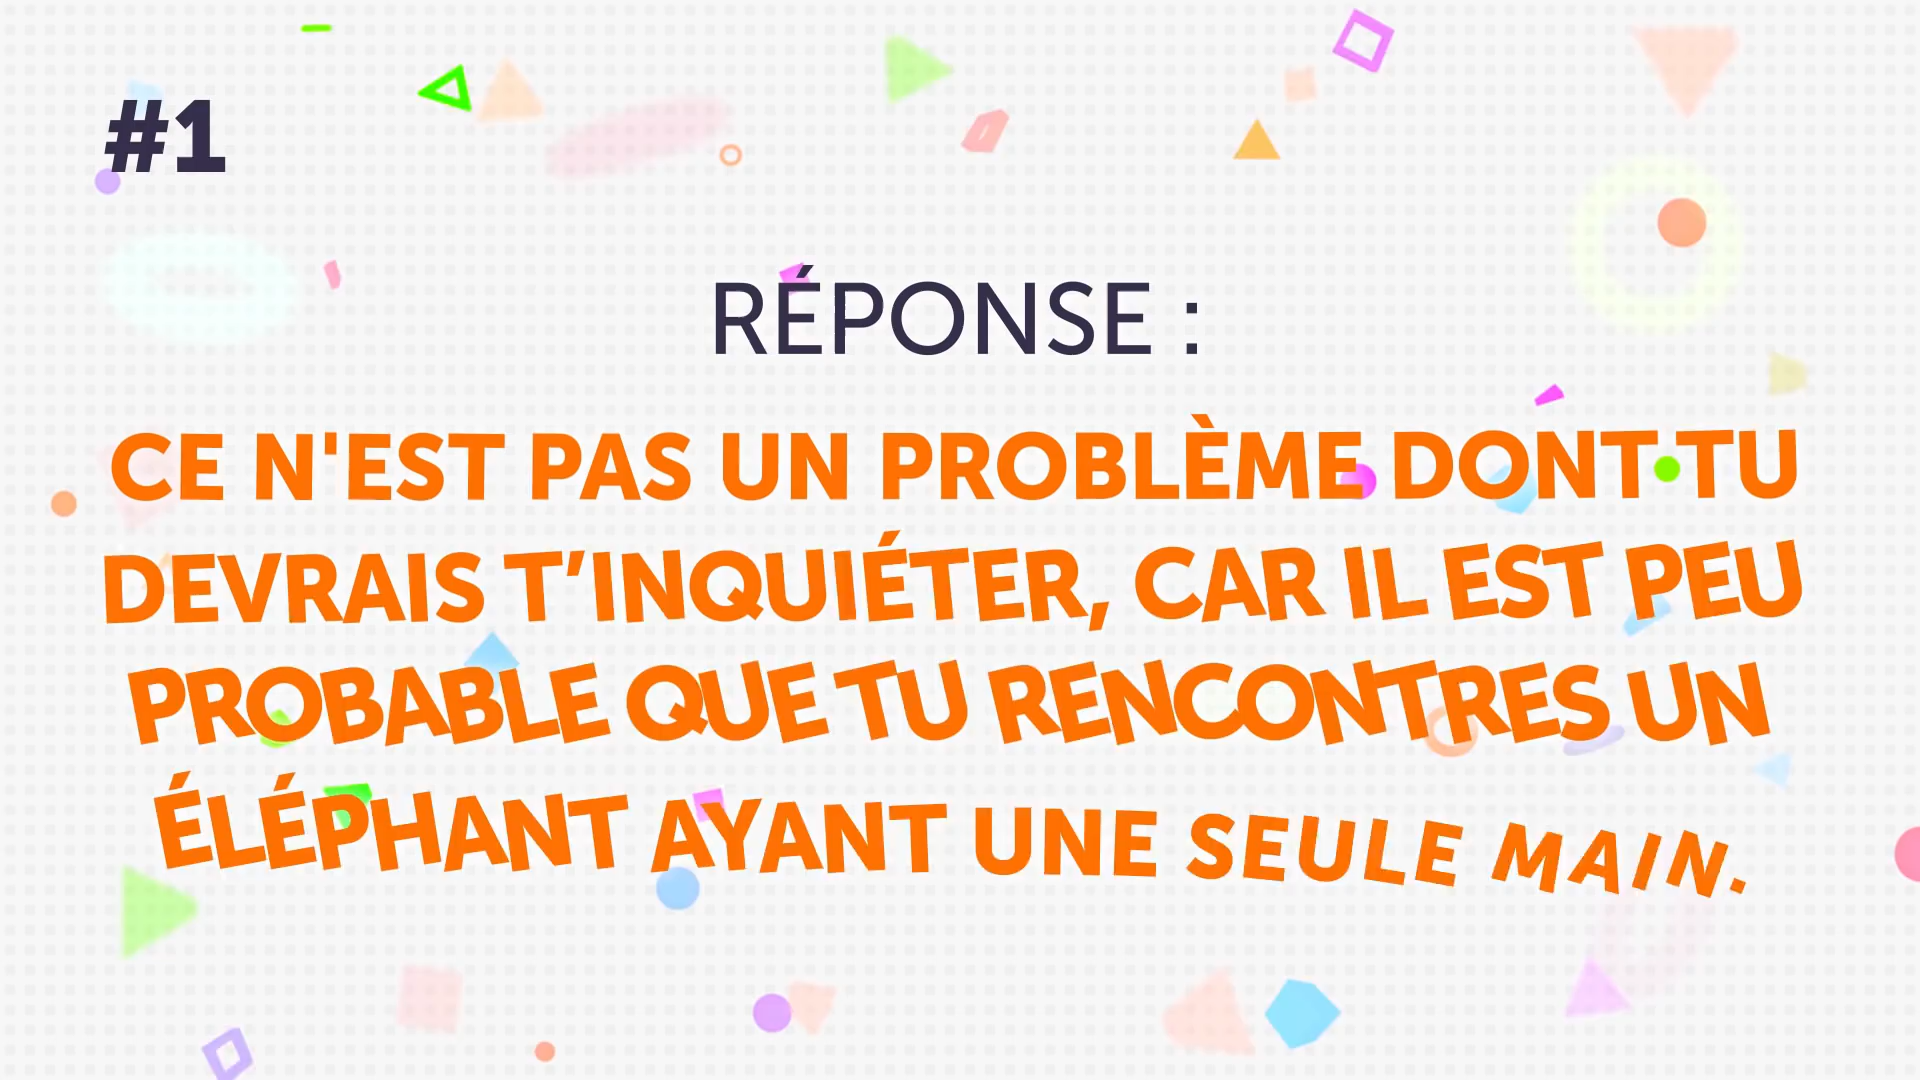 #1
RÉPONSE :
CE N'EST PAS UN PROBLÈME DONT TU
DEVRAIS T’INQUIÉTER, CAR IL EST PEU
PROBABLE QUE TU RENCONTRES UN
ÉLÉPHANT AYANT UNE SEULE MAIN.